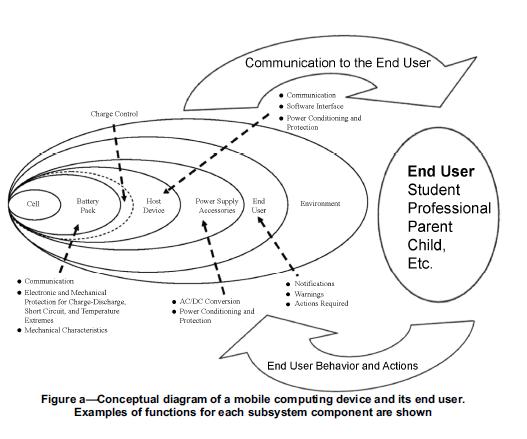 Communication to the End User
● Communication
● Software Interface
● Power Conditioning and
Protection
Charge Control
End User
Student
Professional
Parent
Child,
Etc.
Cell
Battery
Pack
Host
Device
Power Supply
Accessories
End
User
Environment
● Communication
● Electronic and Mechanical
Protection for Charge-Discharge,
Short Circuit, and Temperature
Extremes
● Mechanical Characteristics
● AC/DC Conversion
● Power Conditioning and
Protection
● Notifications
● Warnings
● Actions Required
End User Behavior and Actions
Figure a—Conceptual diagram of a mobile computing device and its end user.
Examples of functions for each subsystem component are shown